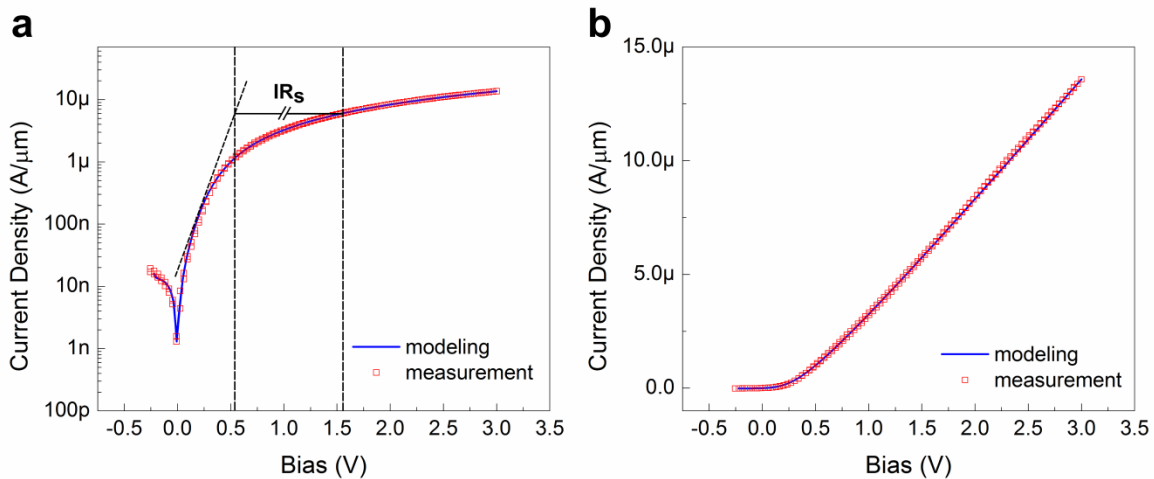 a
10µ
1µ
100n
10n
1n
100p
Current Density (A/µm)
IRs
modeling
measurement
-0.5 0.0 0.5 1.0 1.5 2.0 2.5 3.0 3.5
Bias (V)
b
15.0µ
10.0µ
5.0µ
0.0
Current Density (A/µm)
modeling
measurement
-0.5 0.0 0.5 1.0 1.5 2.0 2.5 3.0 3.5
Bias (V)